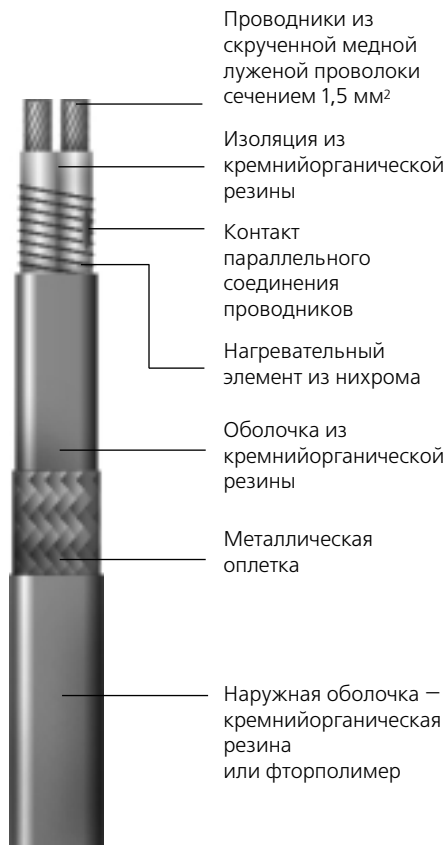 Проводники из
скрученной медной
луженой проволоки
сечением 1,5 мм²
Изоляция из
кремнийорганической
резины
Контакт
параллельного
соединения
проводников
Нагревательный
элемент из нихрома
Оболочка из
кремнийорганической
резины
Металлическая
оплетка
Наружная оболочка —
кремнийорганическая
резина
или фторполимер